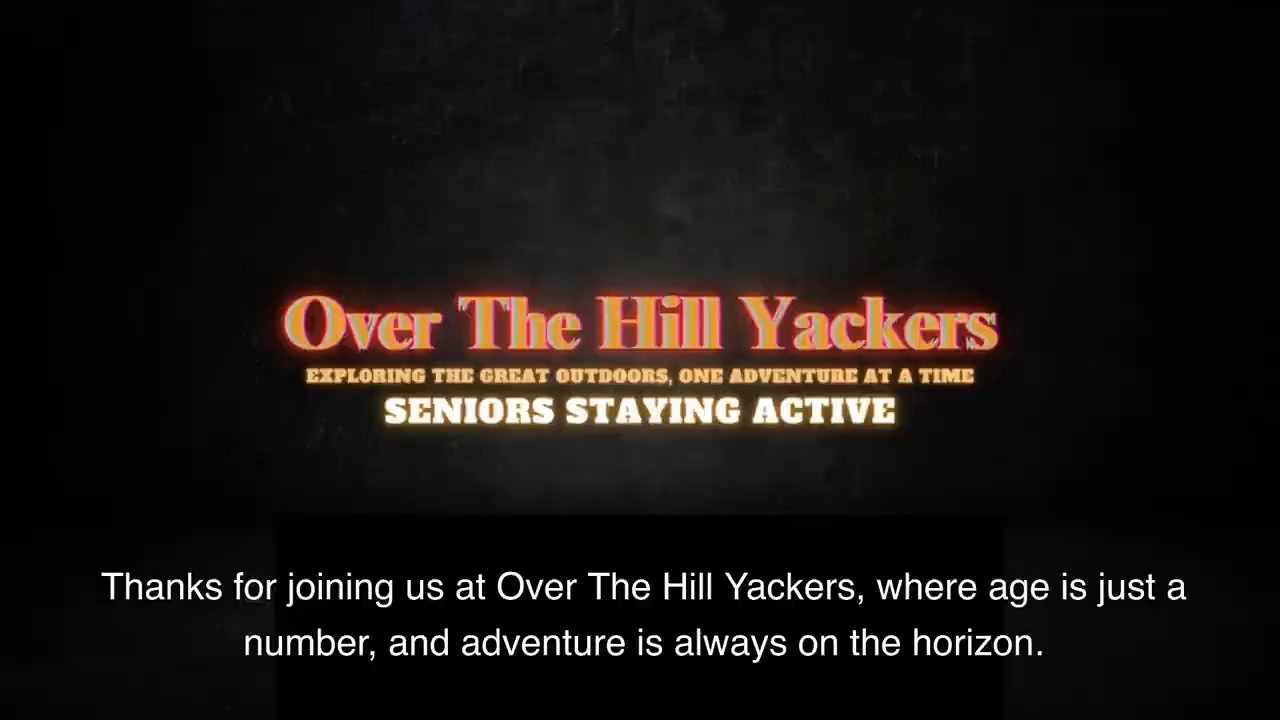 Over The Hill Yackers
EXPLORING THE GREAT OUTDOORS, ONE ADVENTURE AT A TIME
SENIORS STAYING ACTIVE
Thanks for joining us at Over The Hill Yackers, where age is just a
number, and adventure is always on the horizon.